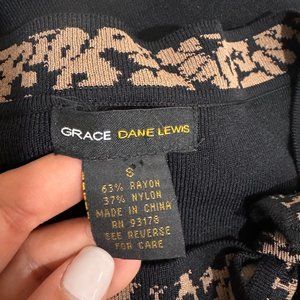 GRACE DANE LEWIS
S
63% RAYON
37% NYLON
MADE IN CHINA
RN 93178
SEE REVERSE
FOR CARE